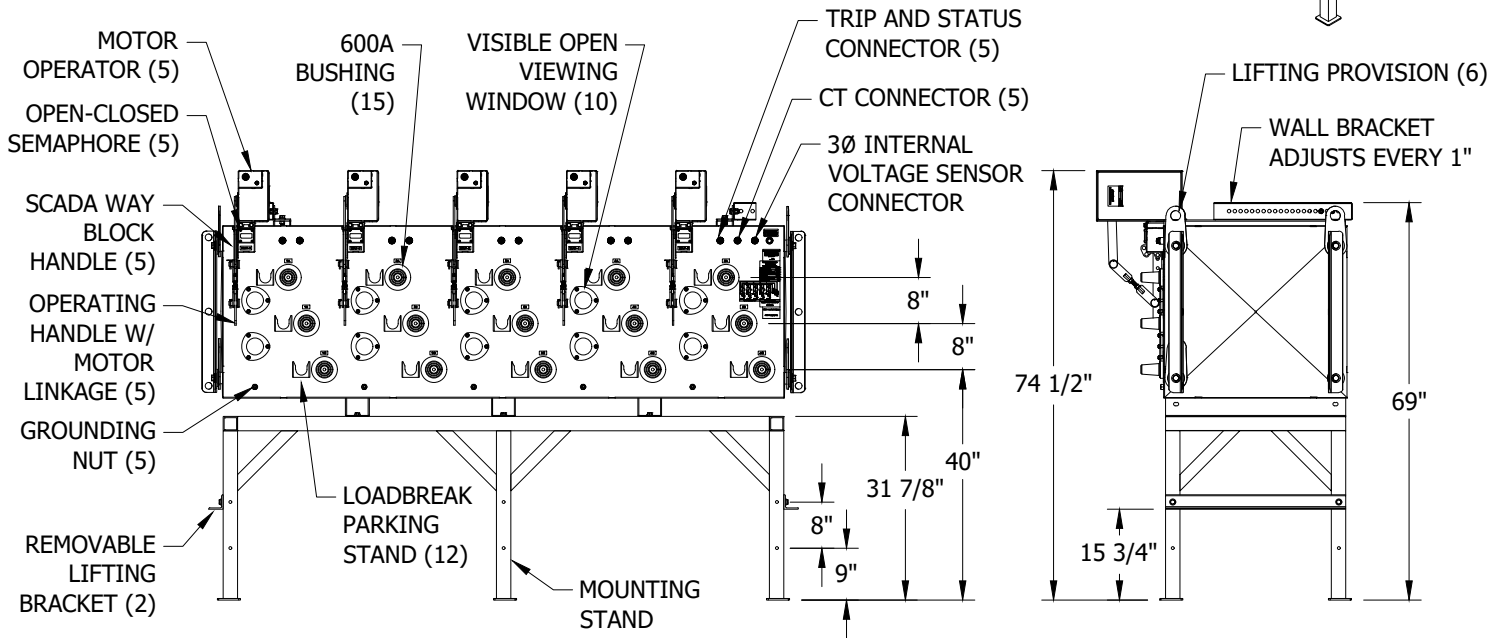 MOTOR
OPERATOR (5)
OPEN-CLOSED
SEMAPHORE (5)
SCADA WAY
BLOCK
HANDLE (5)
OPERATING
HANDLE W/
MOTOR
LINKAGE (5)
GROUNDING
NUT (5)
REMOVABLE
LIFTING
BRACKET (2)
600A
BUSHING
(15)
VISIBLE OPEN
VIEWING
WINDOW (10)
TRIP AND STATUS
CONNECTOR (5)
CT CONNECTOR (5)
3Ø INTERNAL
VOLTAGE SENSOR
CONNECTOR
LOADBREAK
PARKING
STAND (12)
MOUNTING
STAND
8"
8"
40"
31 7/8"
8"
9"
LIFTING PROVISION (6)
WALL BRACKET
ADJUSTS EVERY 1"
74 1/2"
69"
15 3/4"